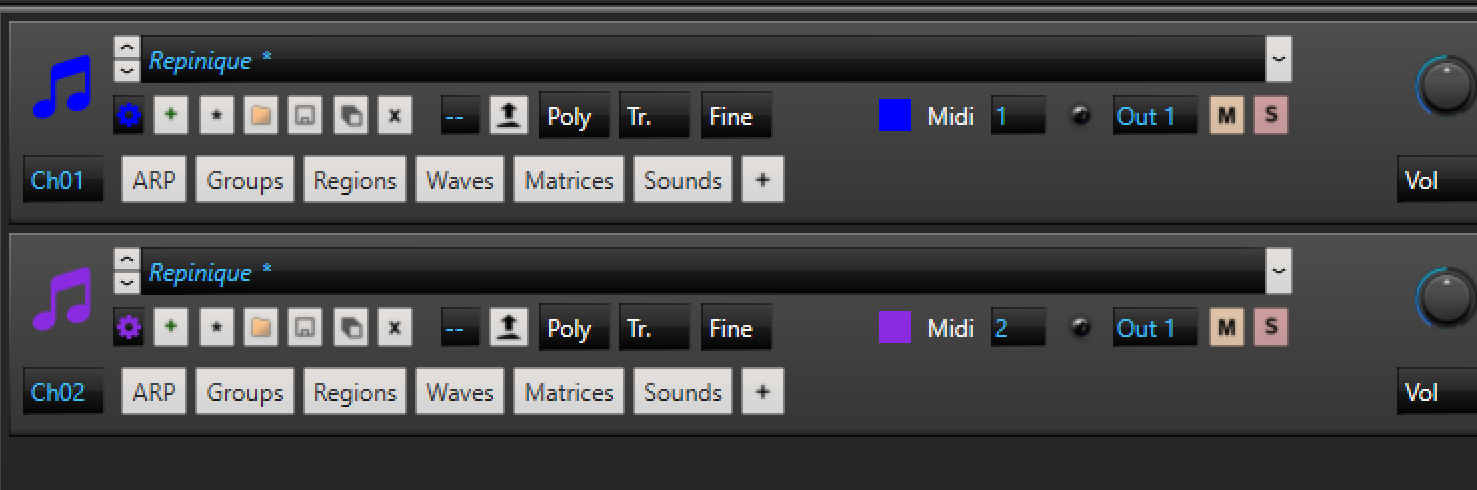 Repinique *
+ * x -- Poly Tr. Fine Midi 1 Out 1 M S
Ch01 ARP Groups Regions Waves Matrices Sounds + Vol
Repinique *
+ * x -- Poly Tr. Fine Midi 2 Out 1 M S
Ch02 ARP Groups Regions Waves Matrices Sounds + Vol